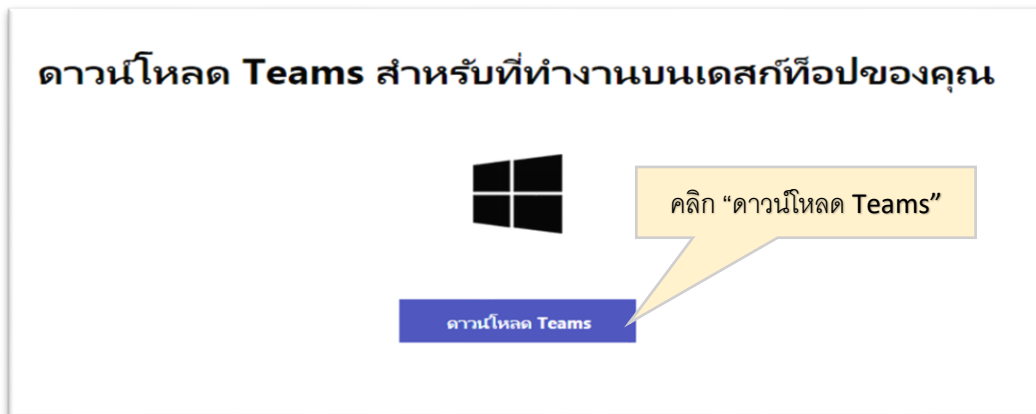 ดาวน์โหลด Teams สำหรับที่ทำงานบนเดสก์ท็อปของคุณ
คลิก “ดาวน์โหลด Teams”
ดาวน์โหลด Teams